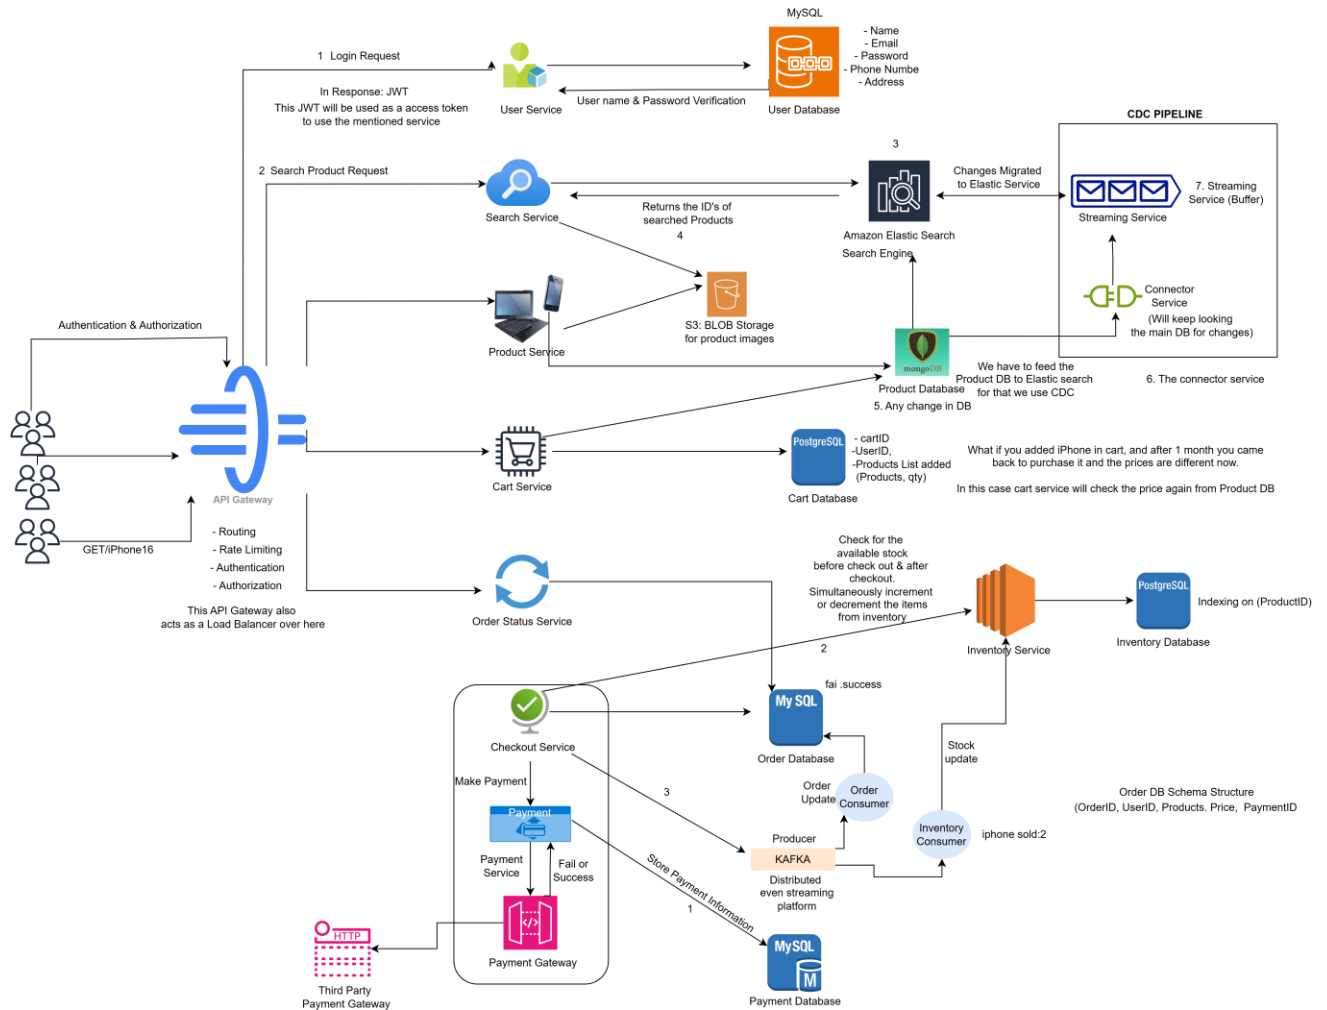 MySQL
- Name
- Email
- Password
- Phone Numbe
- Address
1 Login Request
In Response: JWT
This JWT will be used as a access token
to use the mentioned service
User Service
User name & Password Verification
User Database
CDC PIPELINE
2 Search Product Request
3
Changes Migrated
to Elastic Service
7. Streaming
Service (Buffer)
Streaming Service
Search Service
Returns the ID's of
searched Products
4
Amazon Elastic Search
Search Engine
Connector
Service
(Will keep looking
the main DB for changes)
S3: BLOB Storage
for product images
Authentication & Authorization
Product Service
mongoDB
Product Database
5. Any change in DB
We have to feed the
Product DB to Elastic search
for that we use CDC
6. The connector service
API Gateway
- Routing
- Rate Limiting
- Authentication
- Authorization
This API Gateway also
acts as a Load Balancer over here
GET/iPhone16
Cart Service
PostgreSQL
- cartID
-UserID,
-Products List added
(Products, qty)
Cart Database
What if you added iPhone in cart, and after 1 month you came
back to purchase it and the prices are different now.
In this case cart service will check the price again from Product DB
Check for the
available stock
before check out & after
checkout.
Simultaneously increment
or decrement the items
from inventory
Order Status Service
2
Inventory Service
PostgreSQL
Indexing on (ProductID)
Inventory Database
fai .success
My SQL
Order Database
Checkout Service
Make Payment
Payment
Payment
Service
Fail or
Success
3
Order
Update
Order
Consumer
Stock
update
Inventory
Consumer
iphone sold:2
Order DB Schema Structure
(OrderID, UserID, Products. Price, PaymentID
Producer
KAFKA
Distributed
even streaming
platform
Store Payment Information
1
</>
Payment Gateway
HTTP
Third Party
Payment Gateway
MySQL
M
Payment Database